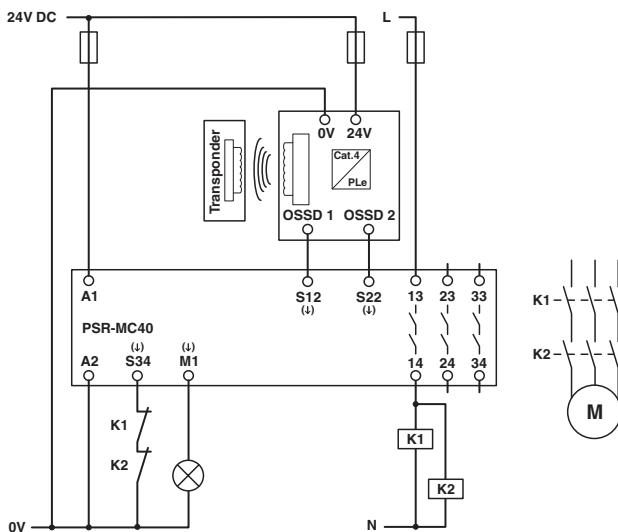 24V DC
L
0V 24V
Transponder
Cat.4
PLe
OSSD 1 OSSD 2
A1 S12 S22 13 23 33
(↓) (↓)
PSR-MC40
(↓) (↓)
A2 S34 M1 14 24 34
K1
K2
K1
K2
K1
K2
M
0V
N